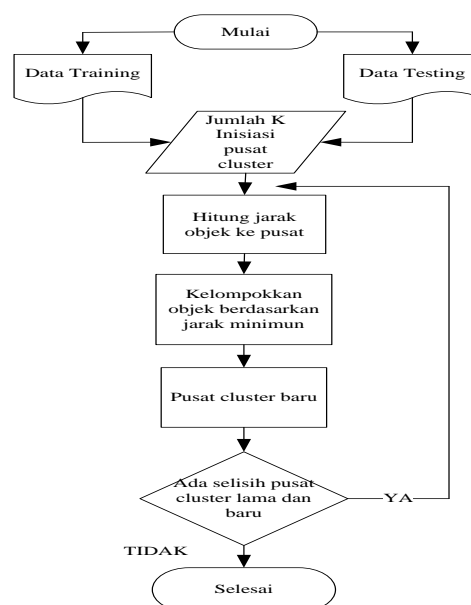 Mulai
Data Training
Data Testing
Jumlah K
Inisiasi
pusat
cluster
Hitung jarak
objek ke pusat
Kelompokkan
objek berdasarkan
jarak minimun
Pusat cluster baru
Ada selisih pusat
cluster lama dan
baru
YA
TIDAK
Selesai